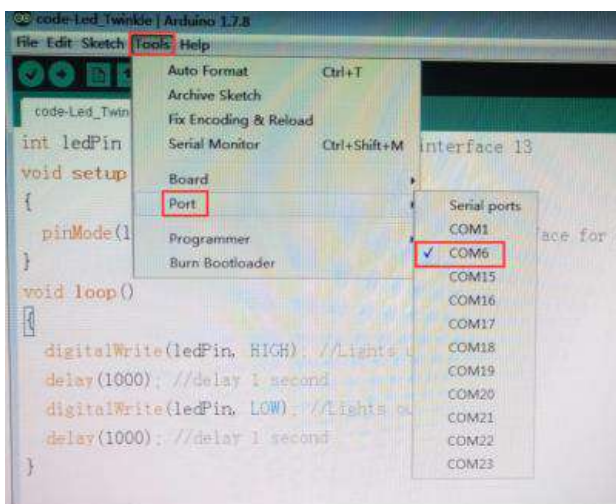 code-Led_Twinkle | Arduino 1.7.8
File Edit Sketch Tools Help
Auto Format Ctrl+T
Archive Sketch
Fix Encoding & Reload
Serial Monitor Ctrl+Shift+M
Board
Port
Programmer
Burn Bootloader
Serial ports
COM1
COM6
COM15
COM16
COM17
COM18
COM19
COM20
COM21
COM22
COM23
code-Led_Twin
int ledPin interface 13
void setup
{
pinMode(l ace for
}
void loop()
{
digitalWrite(ledPin, HIGH); //Lights
delay(1000); //delay 1 second
digitalWrite(ledPin, LOW); //Lights ou
delay(1000); //delay 1 second
}